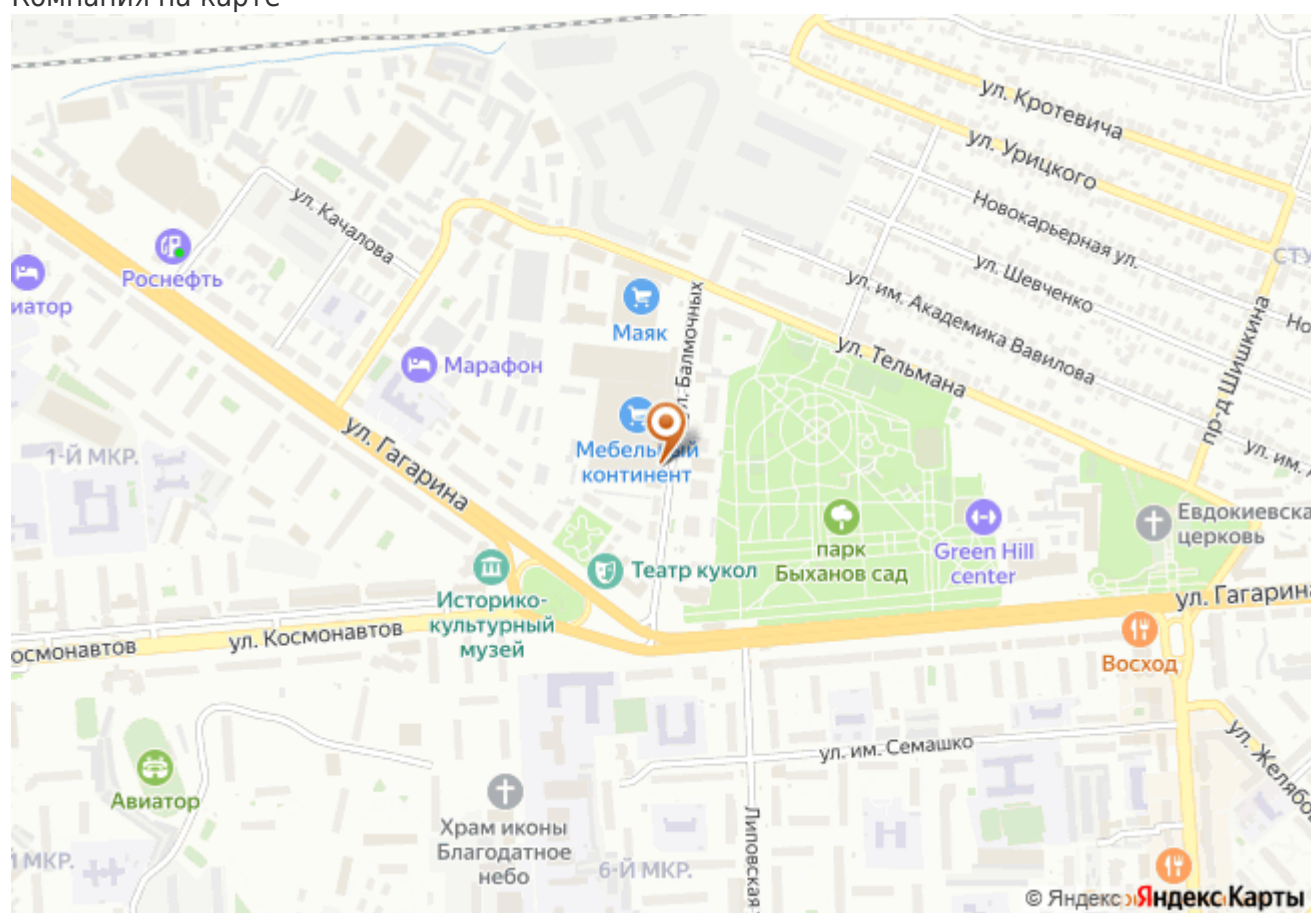 Компания на карте
ул. Кротевича
ул. Урицкого
Новокарьерная ул.
ул. Шевченко
ул. им. Академика Вавилова
ул. Качалова
Роснефть
иатор
Маяк
ул. Балмочных
Марафон
ул. Тельмана
пр-д Шишкина
СТУ
Но
ул. им.
1-Й МКР.
ул. Гагарина
Мебельный
континент
парк
Быханов сад
Green Hill
center
Евдокиевска
церковь
Театр кукол
Историко-
культурный
музей
ул. Космонавтов
осмонавтов
ул. Гагарина
Восход
ул. им. Семашко
ул. Желябо
Авиатор
Храм иконы
Благодатное
небо
6-Й МКР.
МКР.
Липовская
© Яндекс Яндекс Карты